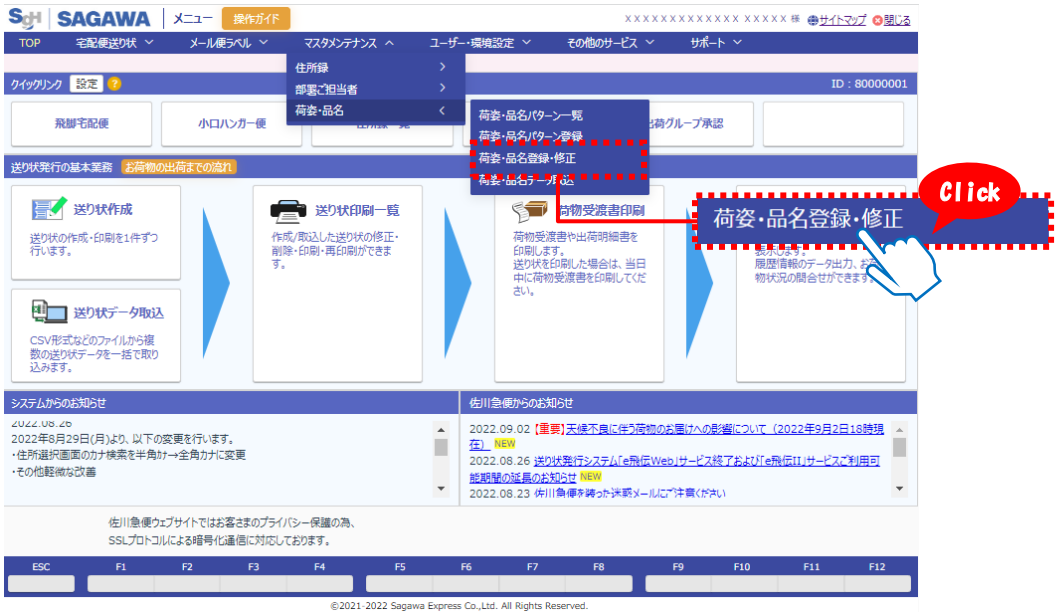 SGH SAGAWA メニュー 操作ガイド XXXXXXXXXXXXX XXXXX 様 サイトマップ 閉じる
TOP 宅配便送り状 メール便ラベル マスタメンテナンス ユーザー・環境設定 その他のサービス サポート
住所録
部署ご担当者
荷姿・品名
荷姿・品名パターン一覧
荷姿・品名パターン登録
荷姿・品名登録・修正
荷姿・品名データ取込
クイックリンク 設定 ? ID : 80000001
飛脚宅配便 小口ハンガー便 出荷グループ承認
送り状発行の基本業務 お荷物の出荷までの流れ
送り状作成
送り状の作成・印刷を1件ずつ
行います。
送り状データ取込
CSV形式などのファイルから複
数の送り状データを一括で取り
込みます。
送り状印刷一覧
作成/取込した送り状の修正・
削除・印刷・再印刷ができま
す。
荷物受渡書印刷
荷物受渡書や出荷明細書を
印刷します。
送り状を印刷した場合は、当日
中に荷物受渡書を印刷してくだ
さい。
荷姿・品名登録・修正
Click
表示します。
履歴情報のデータ出力、お荷
物状況の問合せができます。
システムからのお知らせ
2022.08.26
2022年8月29日(月)より、以下の変更を行います。
・住所選択画面のカナ検索を半角カナ→全角カナに変更
・その他軽微な改善
佐川急便からのお知らせ
2022.09.02 【重要】天候不良に伴う荷物のお届けへの影響について (2022年9月2日18時現
在) NEW
2022.08.26 送り状発行システム「e飛伝Web」サービス終了および「e飛伝II」サービスご利用可
能期間の延長のお知らせ NEW
2022.08.23 佐川急便を装った迷惑メールにご注意ください
佐川急便ウェブサイトではお客さまのプライバシー保護の為、
SSLプロトコルによる暗号化通信に対応しております。
ESC F1 F2 F3 F4 F5 F6 F7 F8 F9 F10 F11 F12
©2021-2022 Sagawa Express Co.,Ltd. All Rights Reserved.